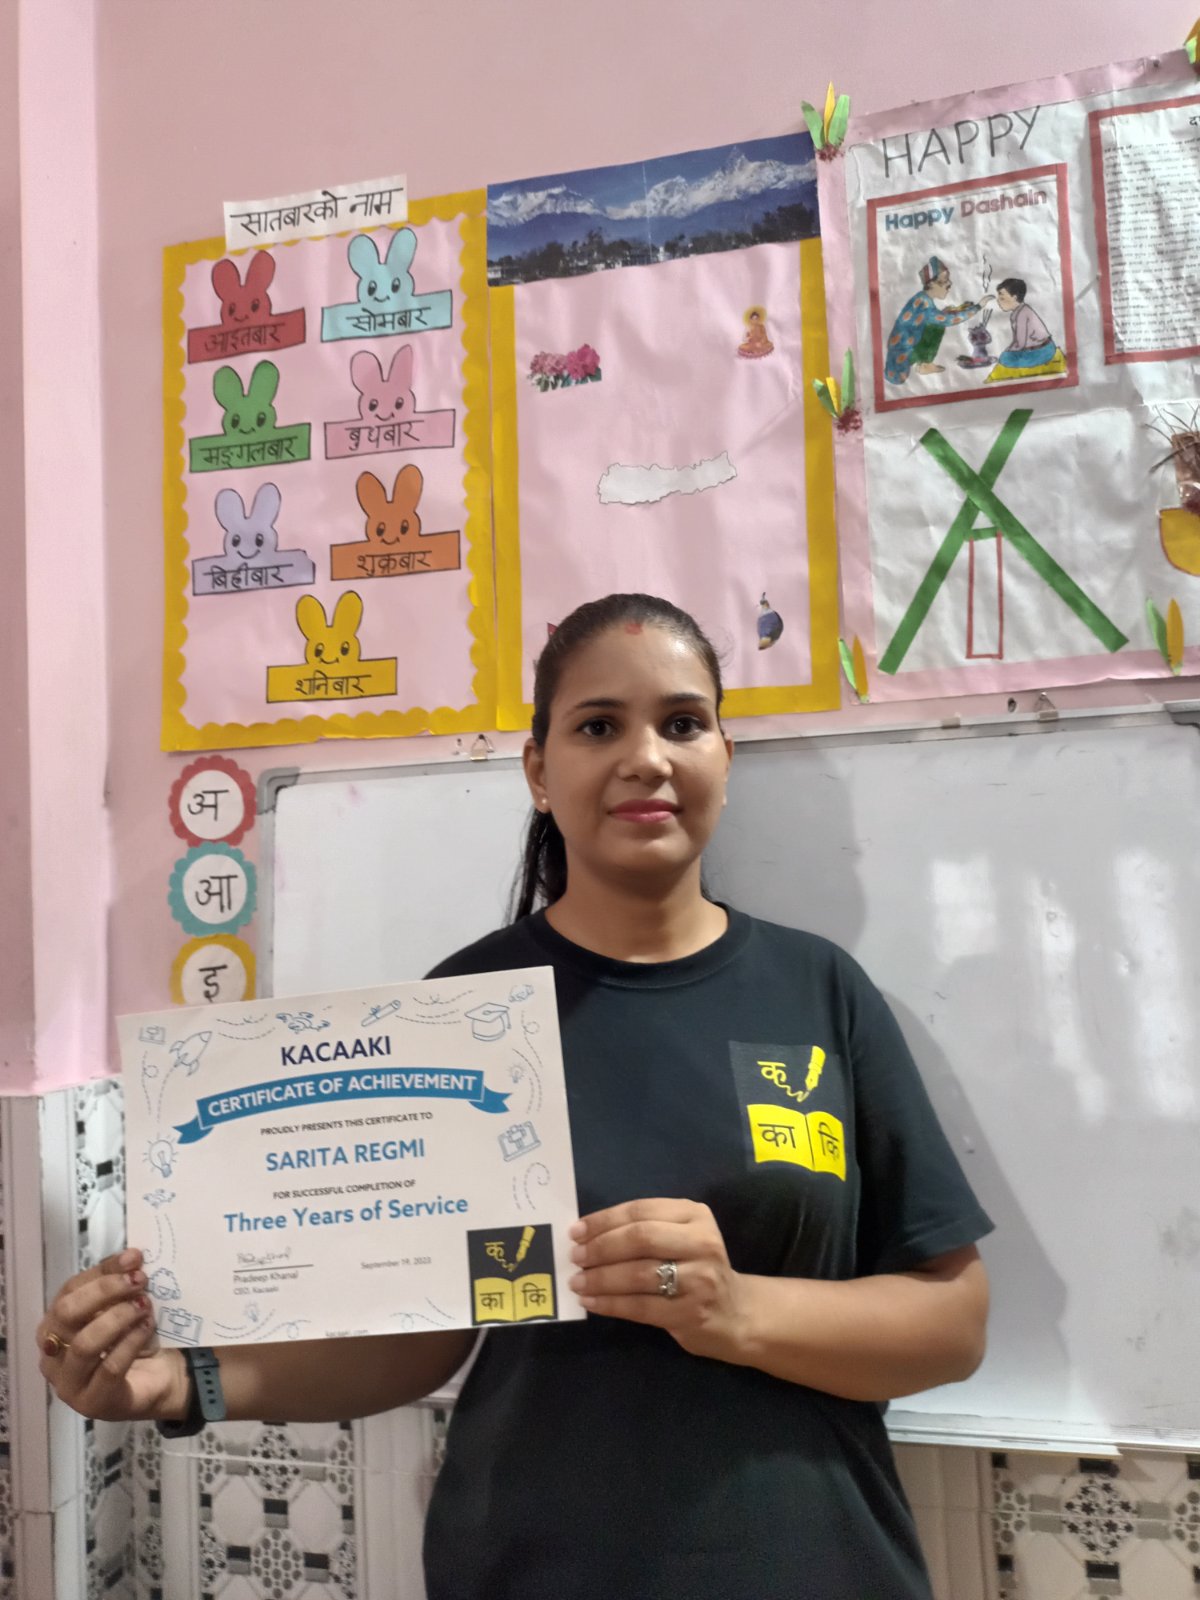 सातबारको नाम
आइतबार
सोमबार
मङ्गलबार
बुधबार
बिहीबार
शुक्रबार
शनिबार
HAPPY
Happy Dashain
अ
आ
इ
क
का कि
KACAAKI
CERTIFICATE OF ACHIEVEMENT
PROUDLY PRESENTS THIS CERTIFICATE TO
SARITA REGMI
FOR SUCCESSFUL COMPLETION OF
Three Years of Service
Pradeep Khanal
September 19, 2023
CEO, Kacaaki
क
का कि
kacaaki.com